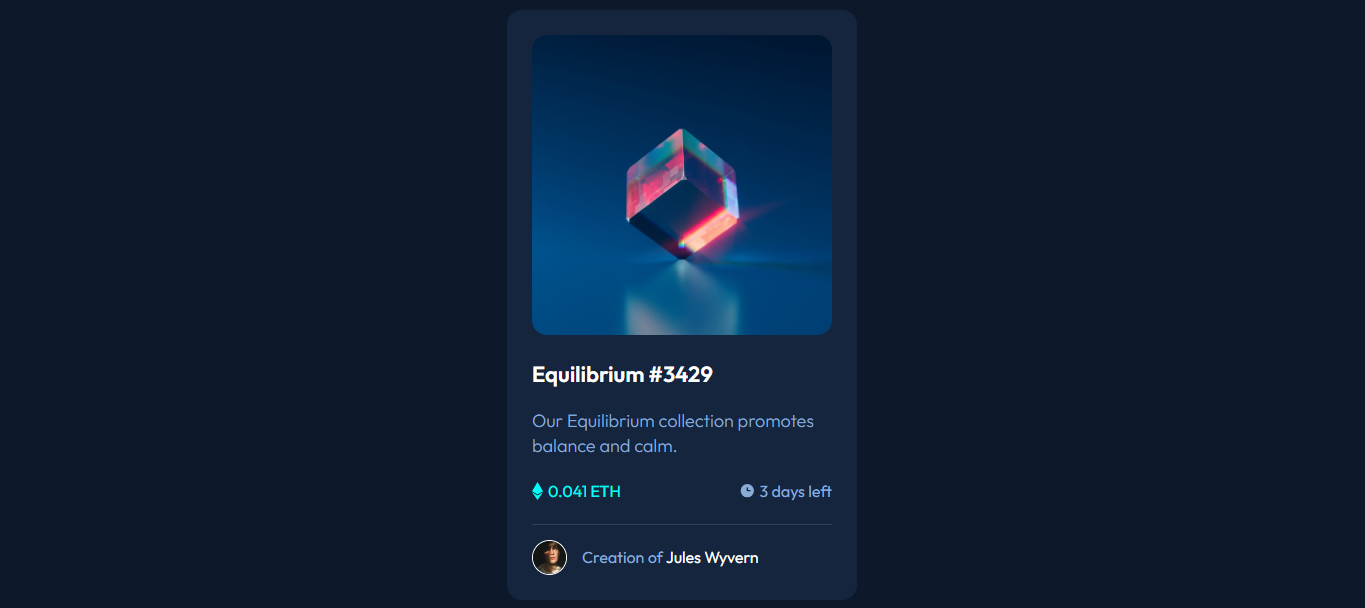 Equilibrium #3429
Our Equilibrium collection promotes
balance and calm.
0.041 ETH
3 days left
Creation of Jules Wyvern